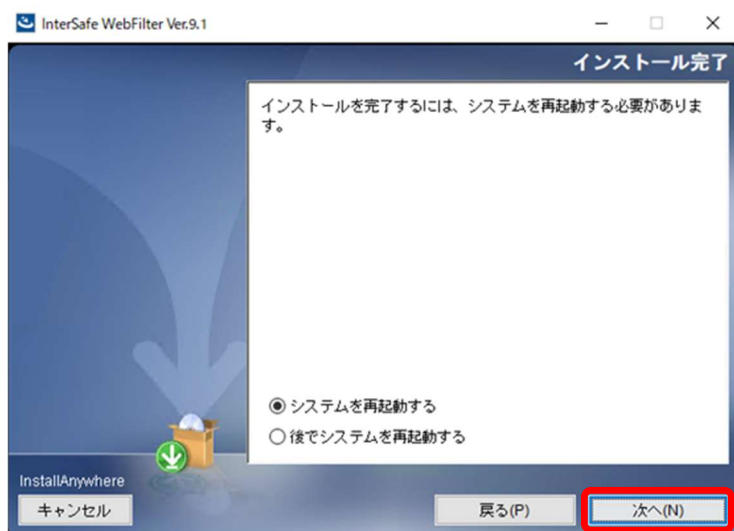 InterSafe WebFilter Ver.9.1
インストール完了
インストールを完了するには、システムを再起動する必要がありま
す。
システムを再起動する
後でシステムを再起動する
InstallAnywhere
キャンセル
戻る(P)
次へ(N)